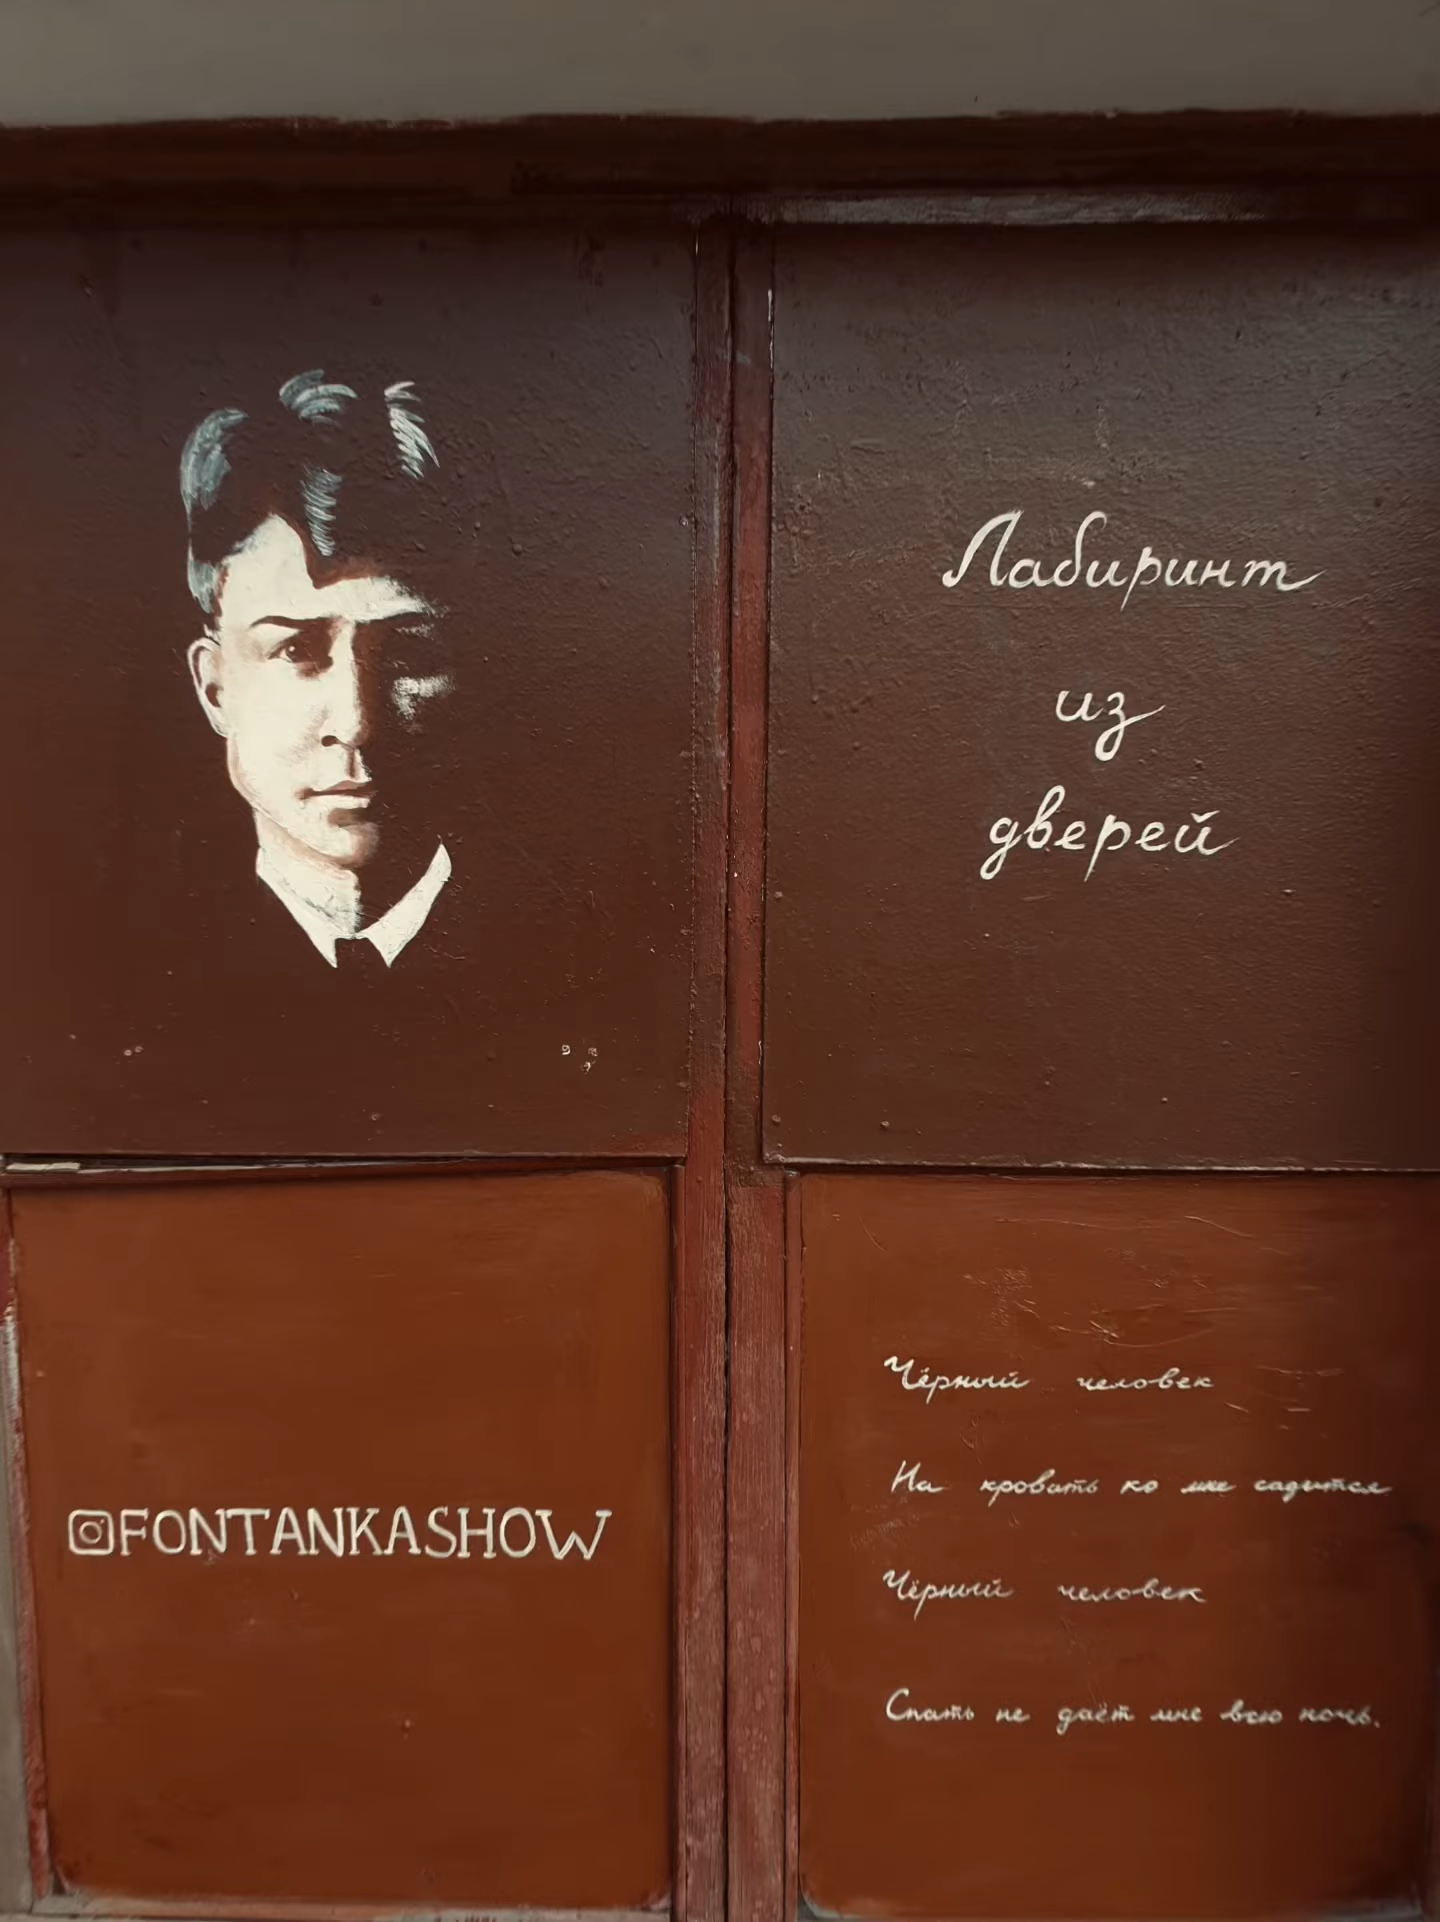 Лабиринт
из
дверей
@FONTANKASHOW
Чёрный человек
На кровать ко мне садится
Чёрный человек
Спать не даёт мне всю ночь.